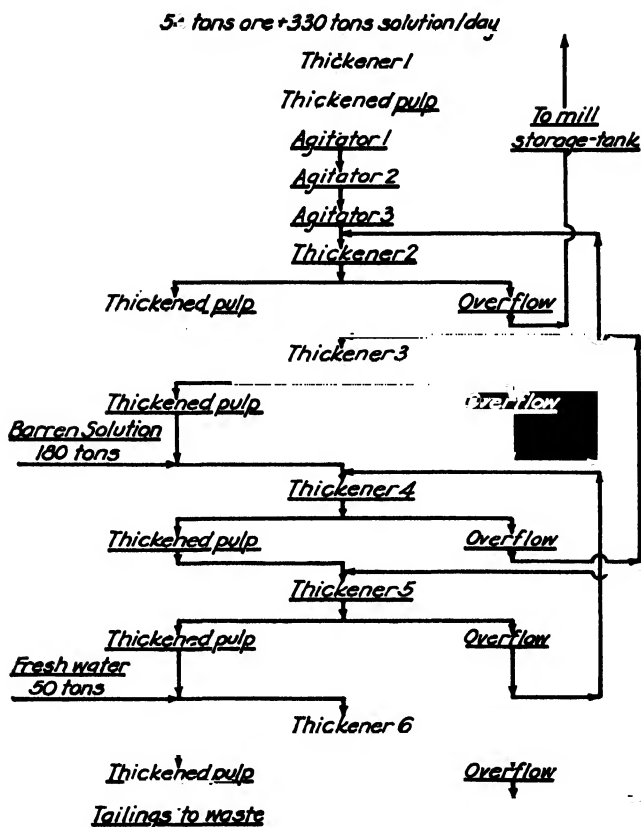 tons ore + 330 tons solution/day
Thickener 1
Thickened pulp
To mill
storage-tank
Agitator 1
Agitator 2
Agitator 3
Thickener 2
Thickened pulp
Overflow
Thickener 3
Thickened pulp
Overflow
Barren Solution
180 tons
Thickener 4
Thickened pulp
Overflow
Thickener 5
Thickened pulp
Overflow
Fresh water
50 tons
Thickener 6
Thickened pulp
Overflow
Tailings to waste